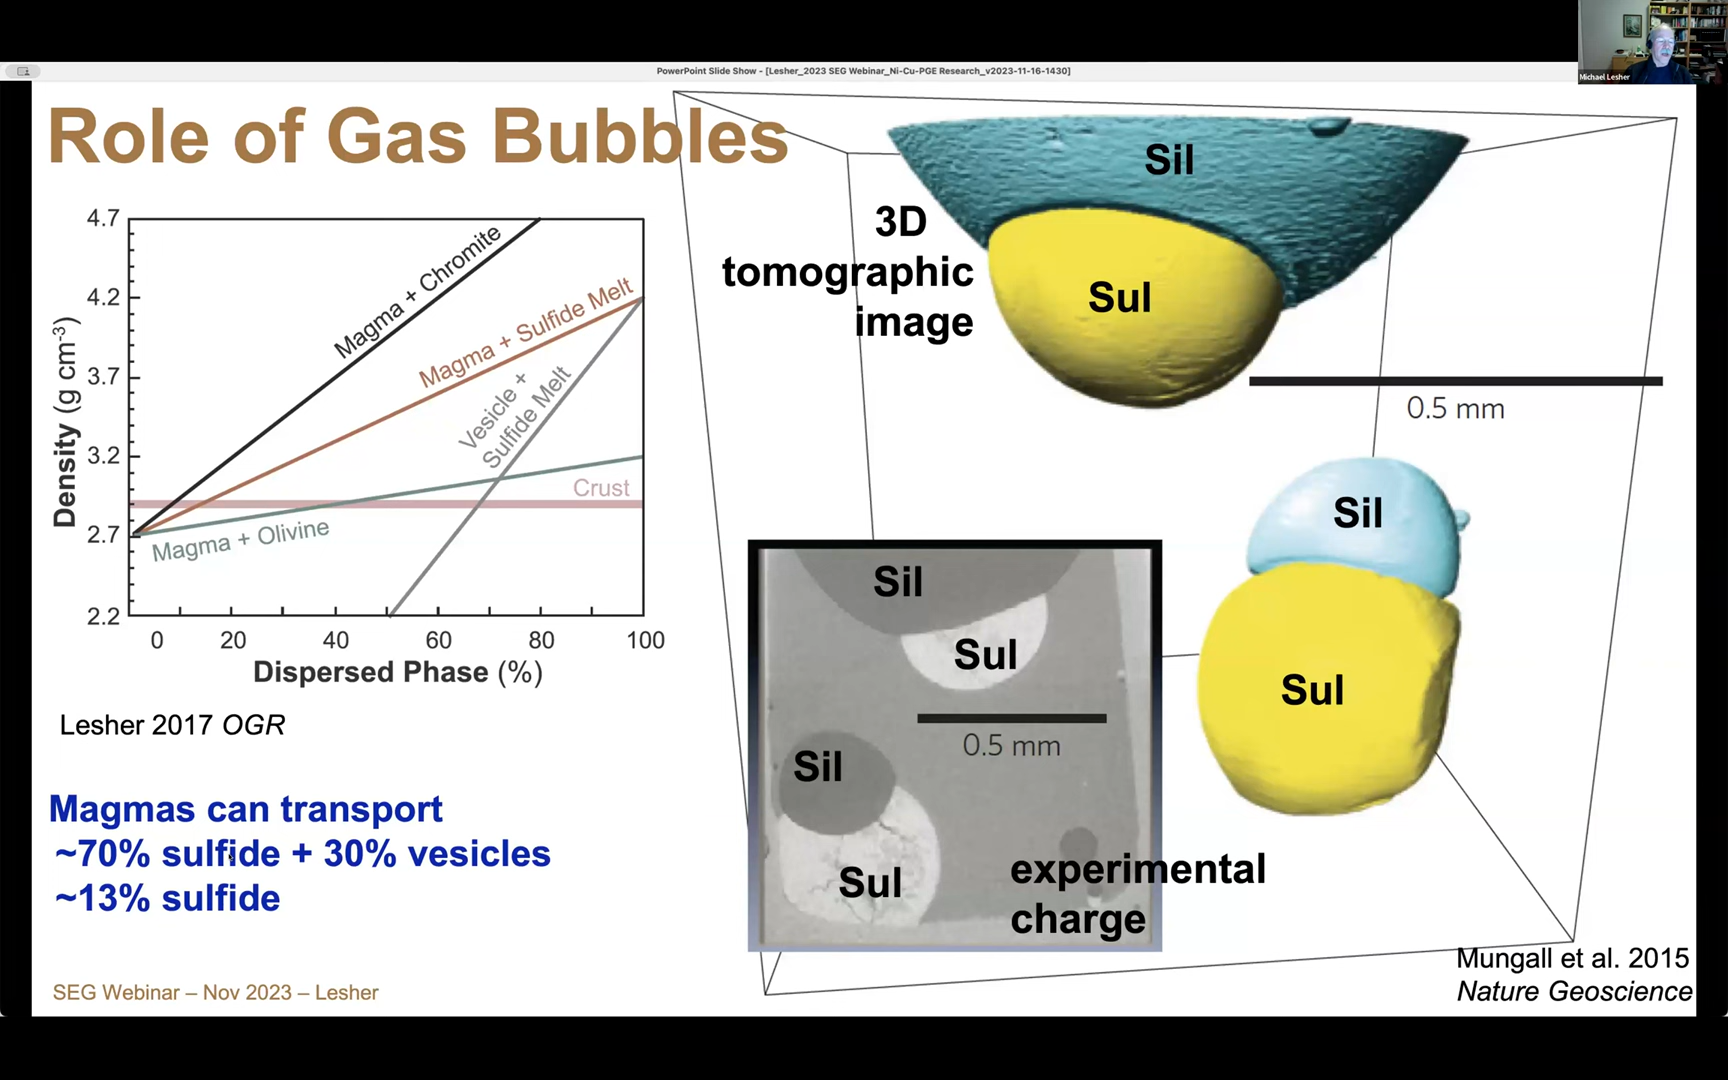 PowerPoint Slide Show - [Lesher_2023 SEG Webinar_Ni-Cu-PGE Research_v2023-11-16-1430]
Michael Lesher
Role of Gas Bubbles
4.7
4.2
3.7
3.2
2.7
2.2
Density (g cm-3)
Magma + Chromite
Magma + Sulfide Melt
Vesicle +
Sulfide Melt
Crust
Magma + Olivine
0 20 40 60 80 100
Dispersed Phase (%)
Lesher 2017 OGR
Magmas can transport
~70% sulfide + 30% vesicles
~13% sulfide
SEG Webinar – Nov 2023 – Lesher
3D
tomographic
image
Sil
Sul
0.5 mm
Sil
Sul
Sil
Sul
0.5 mm
Sil
Sul
experimental
charge
Mungall et al. 2015
Nature Geoscience